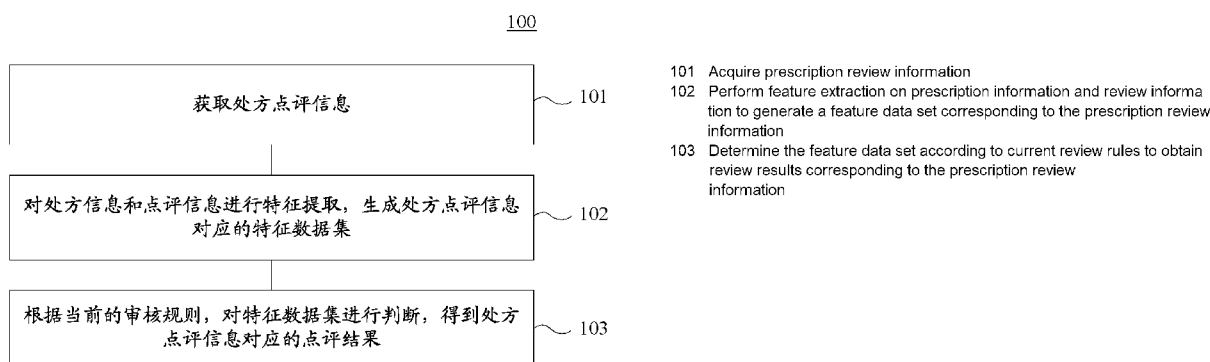 100
获取处方点评信息
101
对处方信息和点评信息进行特征提取，生成处方点评信息
对应的特征数据集
102
根据当前的审核规则，对特征数据集进行判断，得到处方
点评信息对应的点评结果
103
101 Acquire prescription review information
102 Perform feature extraction on prescription information and review informa
tion to generate a feature data set corresponding to the prescription review
information
103 Determine the feature data set according to current review rules to obtain
review results corresponding to the prescription review
information